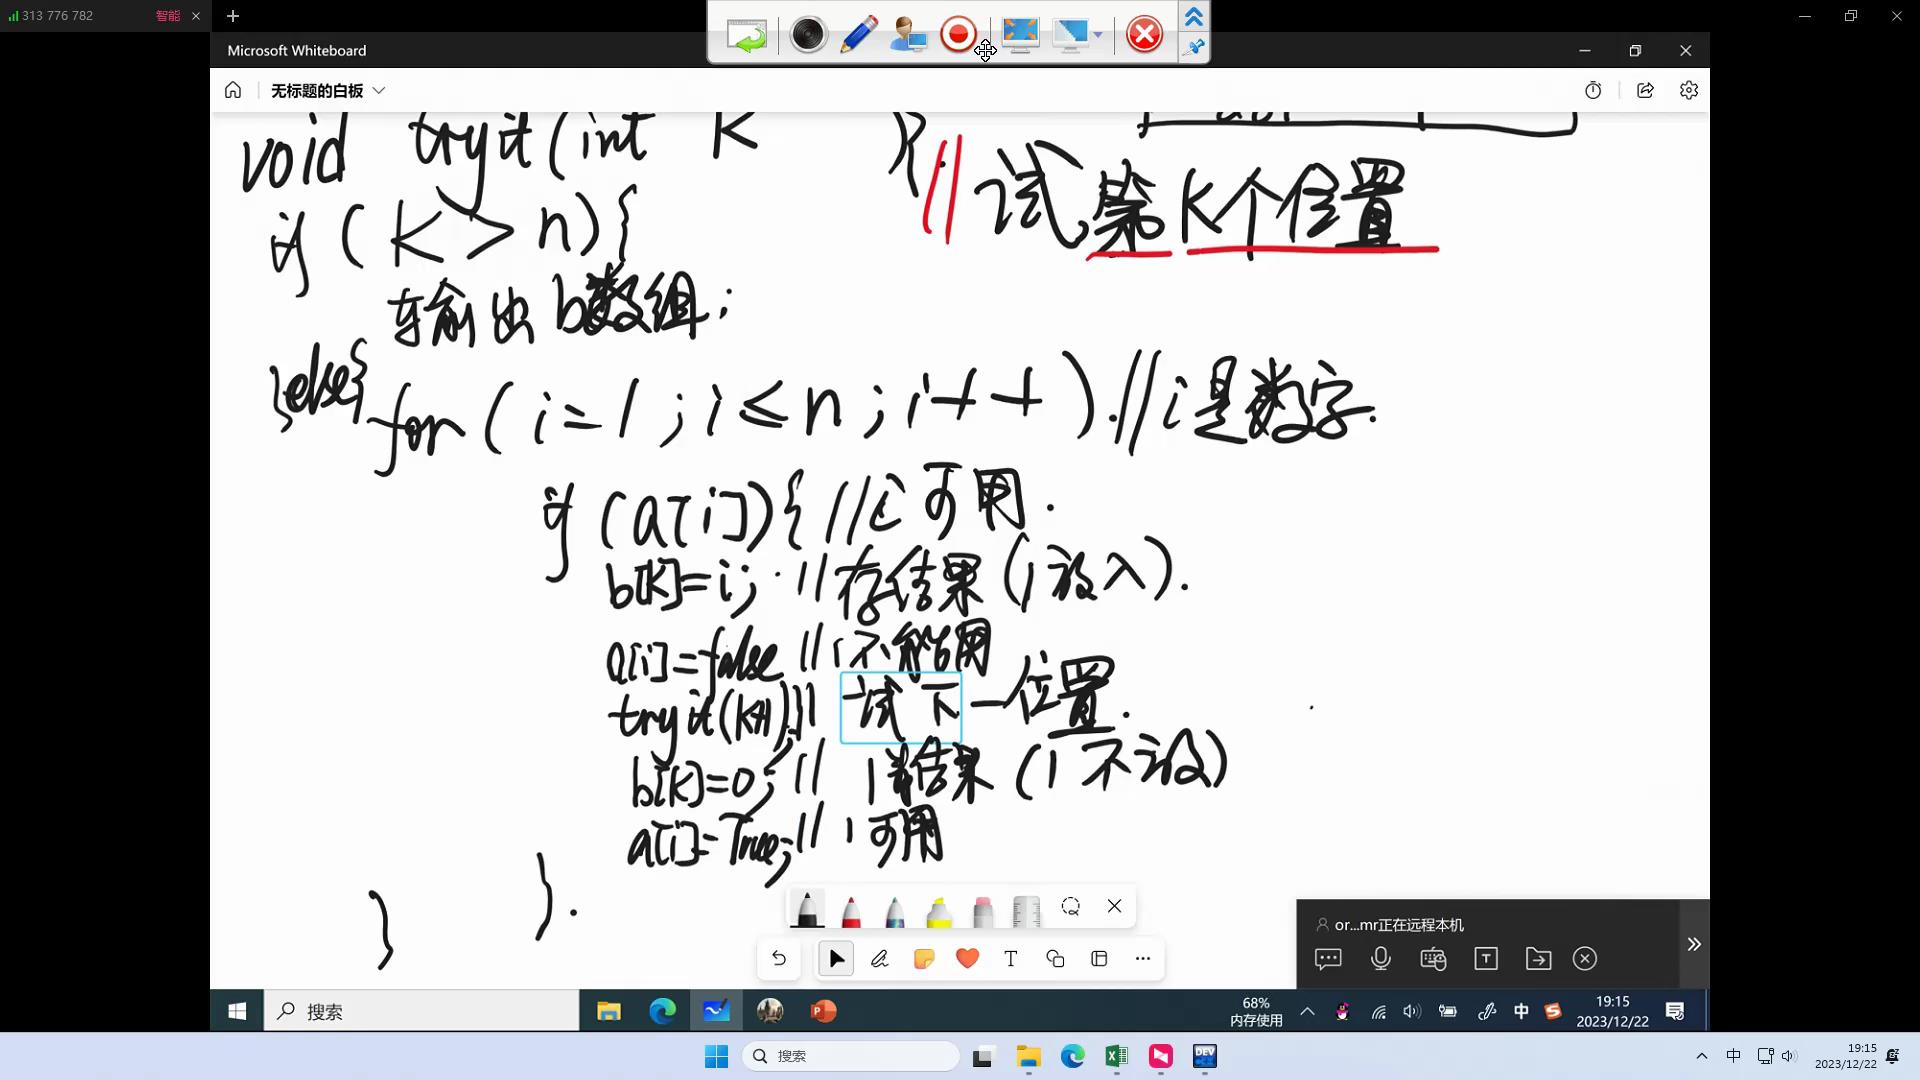 313 776 782 智能
Microsoft Whiteboard
无标题的白板
void tryit(int K ){ // 试第K个位置
if (K > n){
输出b数组;
}else{
for (i=1;i≤n;i++).//i是数字.
if (a[i]){ //i可用.
b[K]=i; //存结果(i放入).
a[i]=false //i不能用
tryit(K+1); // 试下一位置.
b[K]=0; // 结果(i不放)
a[i]=True; // i可用
}.
}
or...mr正在远程本机
搜索
68%
内存使用
中
19:15
2023/12/22
搜索
DEV
中
19:15
2023/12/22